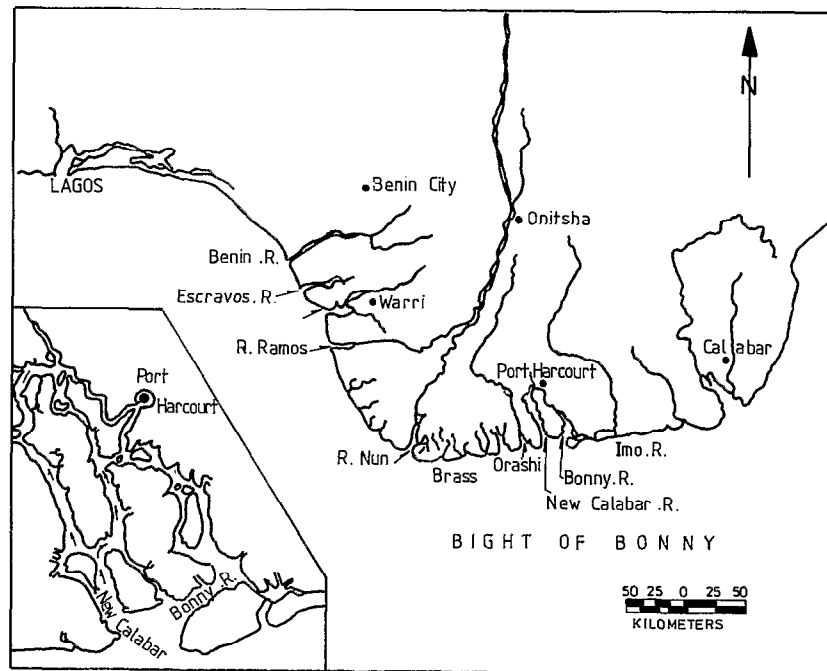 N
LAGOS
Benin City
Onitsha
Benin .R.
Escravos .R.
Warri
R. Ramos
Calabar
Port Harcourt
R. Nun
Brass
Orashi
Imo .R.
Bonny .R.
New Calabar .R.
BIGHT OF BONNY
50 25 0 25 50
KILOMETERS
Port
Harcourt
Bonny .R.
New Calabar